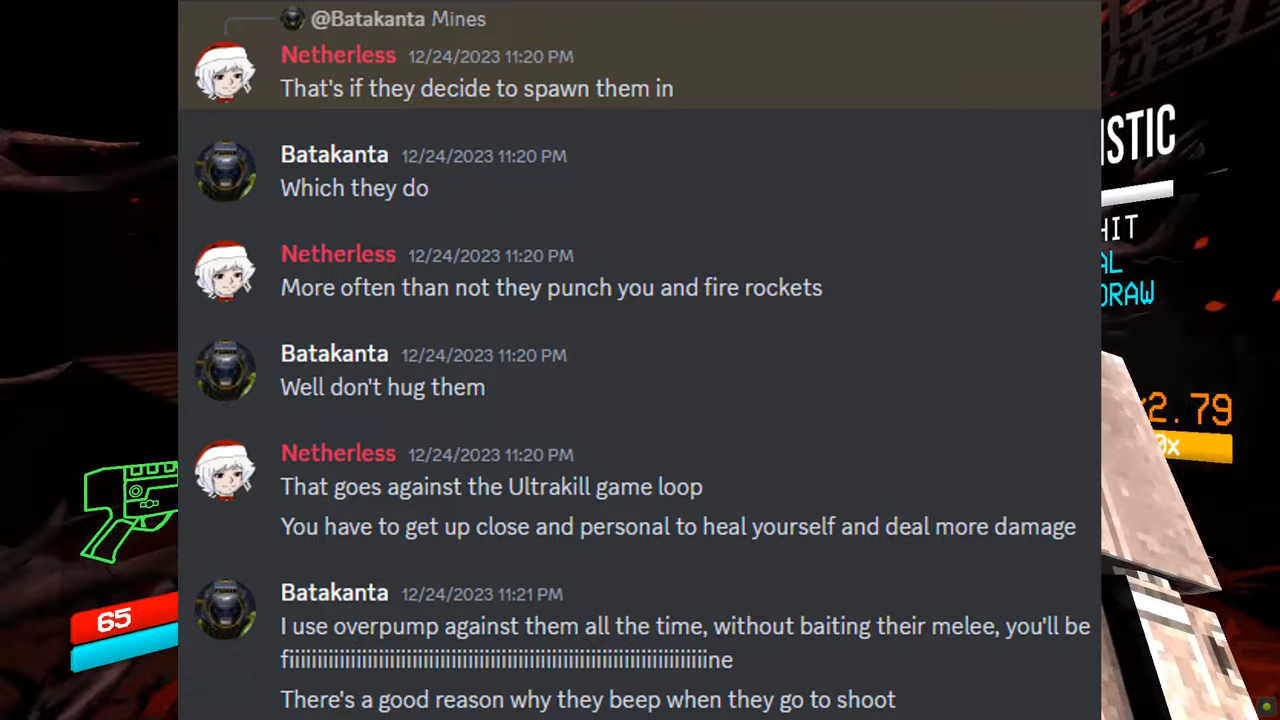 @Batakanta Mines
Netherless 12/24/2023 11:20 PM
That's if they decide to spawn them in
Batakanta 12/24/2023 11:20 PM
Which they do
Netherless 12/24/2023 11:20 PM
More often than not they punch you and fire rockets
Batakanta 12/24/2023 11:20 PM
Well don't hug them
Netherless 12/24/2023 11:20 PM
That goes against the Ultrakill game loop
You have to get up close and personal to heal yourself and deal more damage
Batakanta 12/24/2023 11:21 PM
I use overpump against them all the time, without baiting their melee, you'll be
fiiiiiiiiiiiiiiiiiiiiiiiiiiiiiiiiiiiiiiiiiiiiiiiiiiiiiiiiiiiiiiiiiiiiiiiiiiine
There's a good reason why they beep when they go to shoot
ISTIC
HIT
AL
DRAW
2.79
0x
65